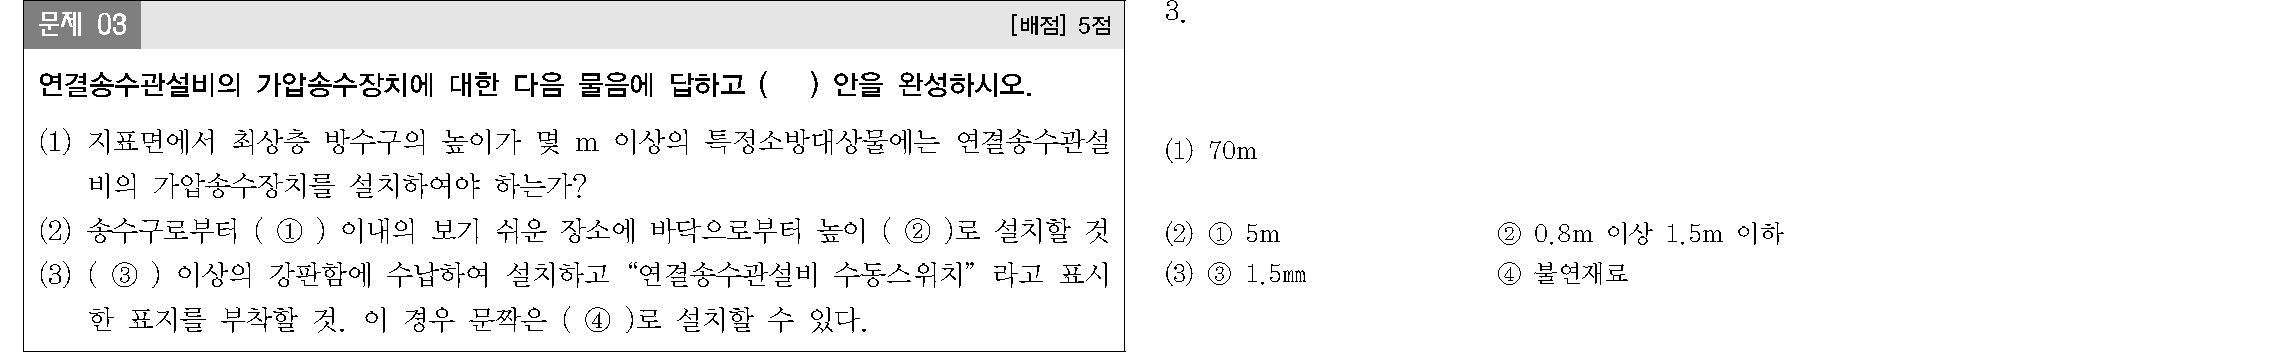 문제 03
[배점] 5점
연결송수관설비의 가압송수장치에 대한 다음 물음에 답하고 (    ) 안을 완성하시오.
(1) 지표면에서 최상층 방수구의 높이가 몇 m 이상의 특정소방대상물에는 연결송수관설
비의 가압송수장치를 설치하여야 하는가?
(2) 송수구로부터 ( ① ) 이내의 보기 쉬운 장소에 바닥으로부터 높이 ( ② )로 설치할 것
(3) ( ③ ) 이상의 강판함에 수납하여 설치하고 “연결송수관설비 수동스위치” 라고 표시
한 표지를 부착할 것. 이 경우 문짝은 ( ④ )로 설치할 수 있다.
3.
(1) 70m
(2) ① 5m ② 0.8m 이상 1.5m 이하
(3) ③ 1.5㎜ ④ 불연재료